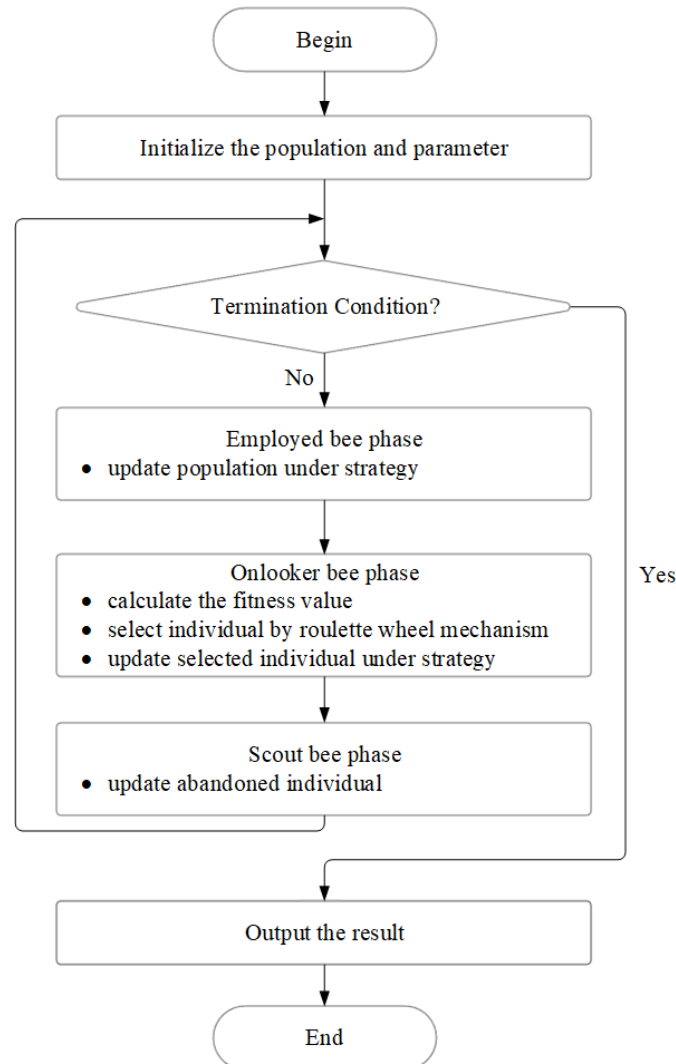 Begin
Initialize the population and parameter
Termination Condition?
No
Employed bee phase
• update population under strategy
Onlooker bee phase
• calculate the fitness value
• select individual by roulette wheel mechanism
• update selected individual under strategy
Yes
Scout bee phase
• update abandoned individual
Output the result
End